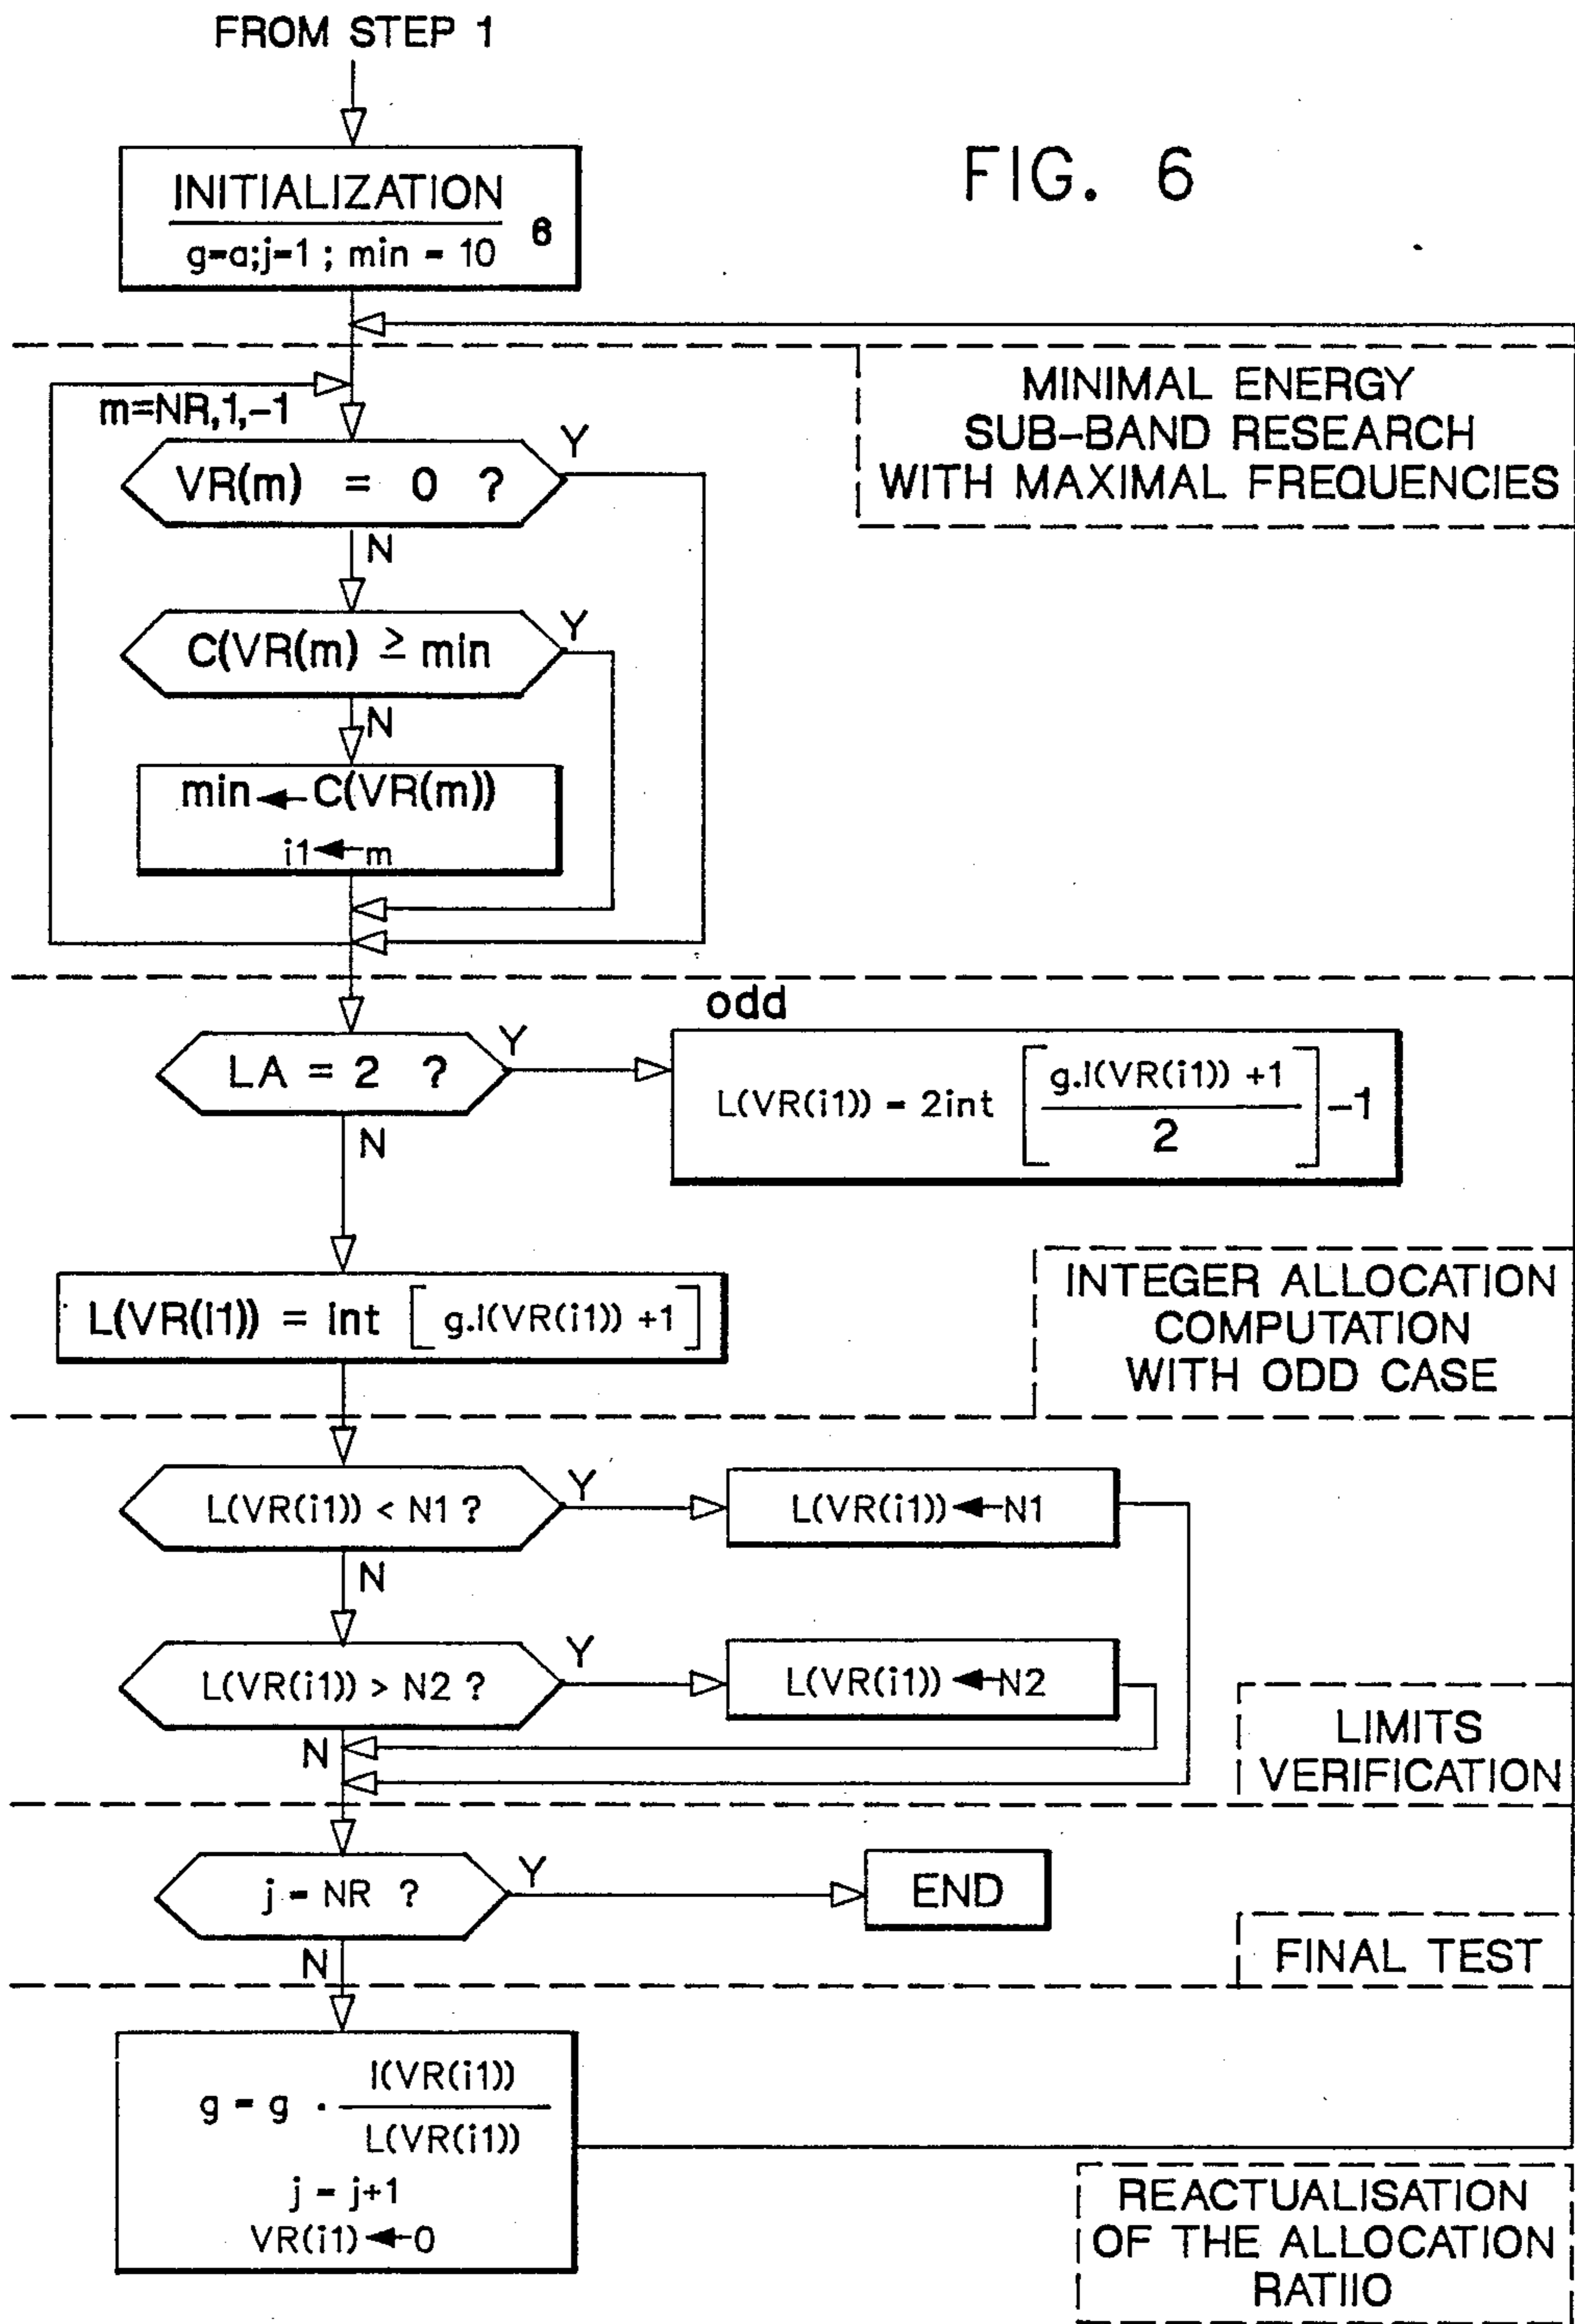 FROM STEP 1
FIG. 6
INITIALIZATION
g=a;j=1 ; min = 10 6
m=NR,1,-1
MINIMAL ENERGY
SUB-BAND RESEARCH
WITH MAXIMAL FREQUENCIES
VR(m) = 0 ?
Y
N
C(VR(m) ≥ min
Y
N
min ← C(VR(m))
i1 ← m
LA = 2 ?
Y
N
odd
L(VR(i1)) = 2int [ g.I(VR(i1)) +1 / 2 ] -1
L(VR(i1)) = int [ g.I(VR(i1)) +1 ]
INTEGER ALLOCATION
COMPUTATION
WITH ODD CASE
L(VR(i1)) < N1 ?
Y
L(VR(i1)) ← N1
N
L(VR(i1)) > N2 ?
Y
L(VR(i1)) ← N2
N
LIMITS
VERIFICATION
j = NR ?
Y
END
N
FINAL TEST
g = g . I(VR(i1)) / L(VR(i1))
j = j+1
VR(i1) ← 0
REACTUALISATION
OF THE ALLOCATION
RATIIO